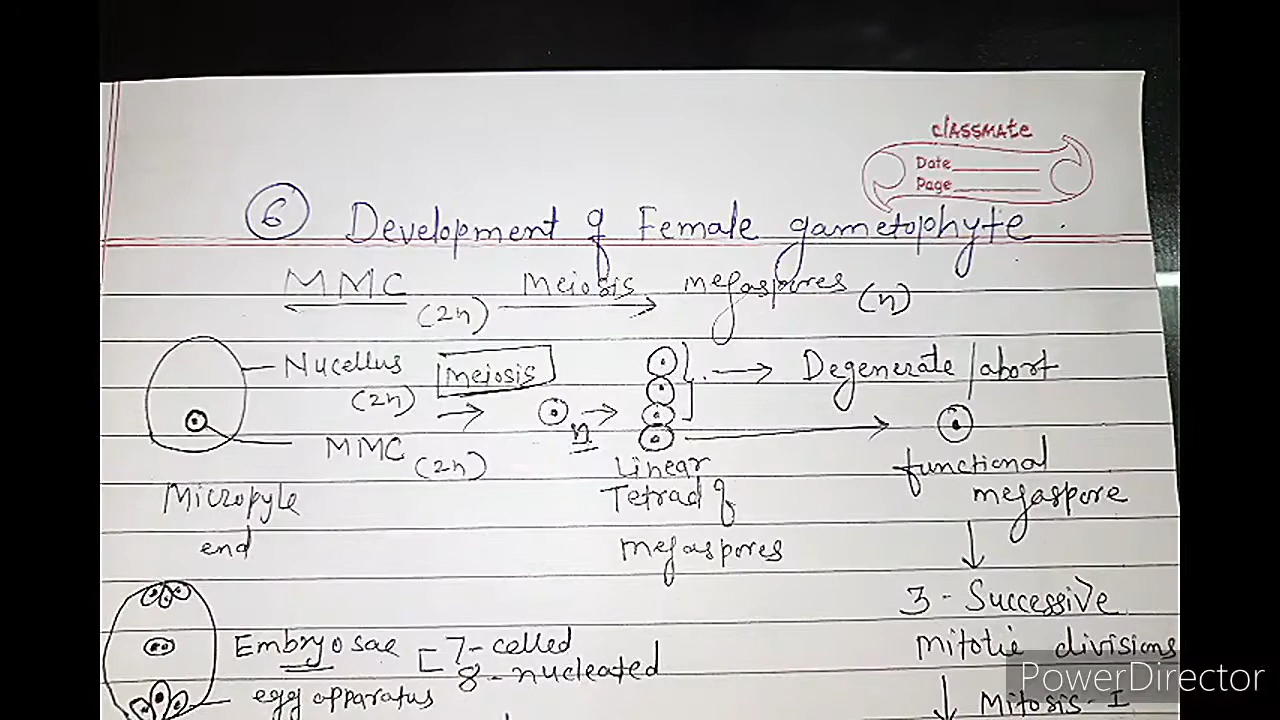 classmate
Date
Page
6 Development of Female gametophyte.
MMC (2n) Meiosis megaspores (n)
Nucellus (2n)
Meiosis
n
Degenerate/abort
MMC (2n)
Linear Tetrad of megaspores
functional megaspore
Micropyle end
3 - Successive
mitotic divisions
Mitosis - I
Embryosac 7-celled
8-nucleated
egg apparatus
PowerDirector